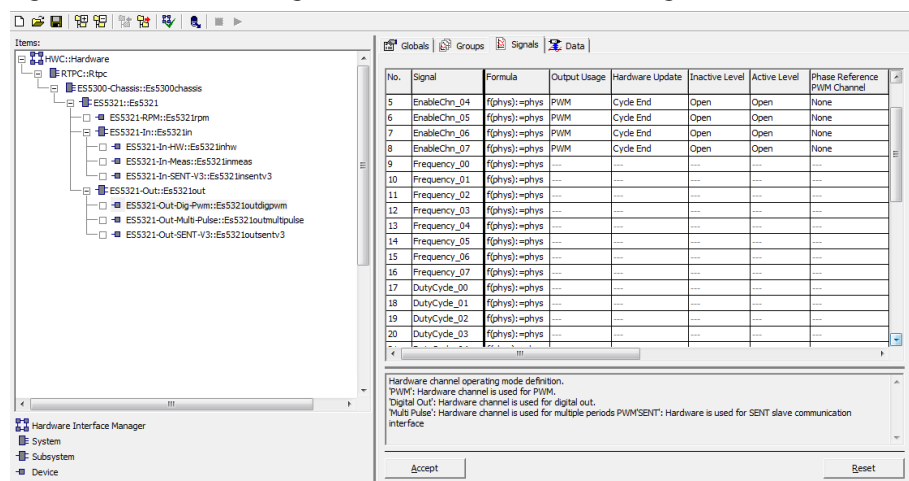 Items:
HWC::Hardware
RTPC::Rtpc
ES5300-Chassis::Es5300chassis
ES5321::Es5321
ES5321-RPM::Es5321rpm
ES5321-In::Es5321in
ES5321-In-HW::Es5321inhw
ES5321-In-Meas::Es5321inmeas
ES5321-In-SENT-V3::Es5321insentv3
ES5321-Out::Es5321out
ES5321-Out-Dig-Pwm::Es5321outdigpwm
ES5321-Out-Multi-Pulse::Es5321outmultipulse
ES5321-Out-SENT-V3::Es5321outsentv3
Hardware Interface Manager
System
Subsystem
Device
Globals Groups Signals Data
No. Signal Formula Output Usage Hardware Update Inactive Level Active Level Phase Reference
PWM Channel
5 EnableChn_04 f(phys):=phys PWM Cycle End Open Open None
6 EnableChn_05 f(phys):=phys PWM Cycle End Open Open None
7 EnableChn_06 f(phys):=phys PWM Cycle End Open Open None
8 EnableChn_07 f(phys):=phys PWM Cycle End Open Open None
9 Frequency_00 f(phys):=phys --- --- --- --- ---
10 Frequency_01 f(phys):=phys --- --- --- --- ---
11 Frequency_02 f(phys):=phys --- --- --- --- ---
12 Frequency_03 f(phys):=phys --- --- --- --- ---
13 Frequency_04 f(phys):=phys --- --- --- --- ---
14 Frequency_05 f(phys):=phys --- --- --- --- ---
15 Frequency_06 f(phys):=phys --- --- --- --- ---
16 Frequency_07 f(phys):=phys --- --- --- --- ---
17 DutyCycle_00 f(phys):=phys --- --- --- --- ---
18 DutyCycle_01 f(phys):=phys --- --- --- --- ---
19 DutyCycle_02 f(phys):=phys --- --- --- --- ---
20 DutyCycle_03 f(phys):=phys --- --- --- --- ---
Hardware channel operating mode definition.
'PWM': Hardware channel is used for PWM.
'Digital Out': Hardware channel is used for digital out.
'Multi Pulse': Hardware channel is used for multiple periods PWM'SENT': Hardware is used for SENT slave communication
interface
Accept Reset